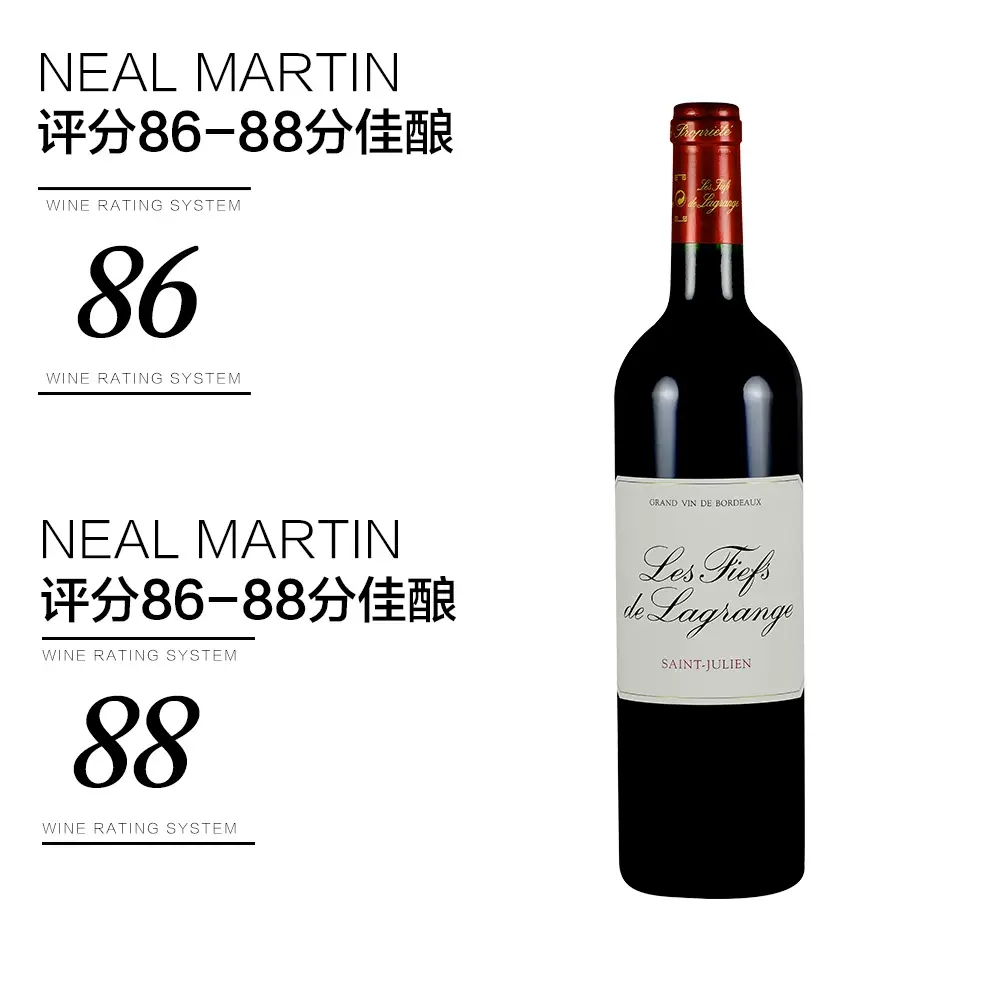 NEAL MARTIN
评分86-88分佳酿
WINE RATING SYSTEM
86
WINE RATING SYSTEM
NEAL MARTIN
评分86-88分佳酿
WINE RATING SYSTEM
88
WINE RATING SYSTEM
Propriété
Les Fiefs
de Lagrange
GRAND VIN DE BORDEAUX
Les Fiefs
de Lagrange
SAINT-JULIEN